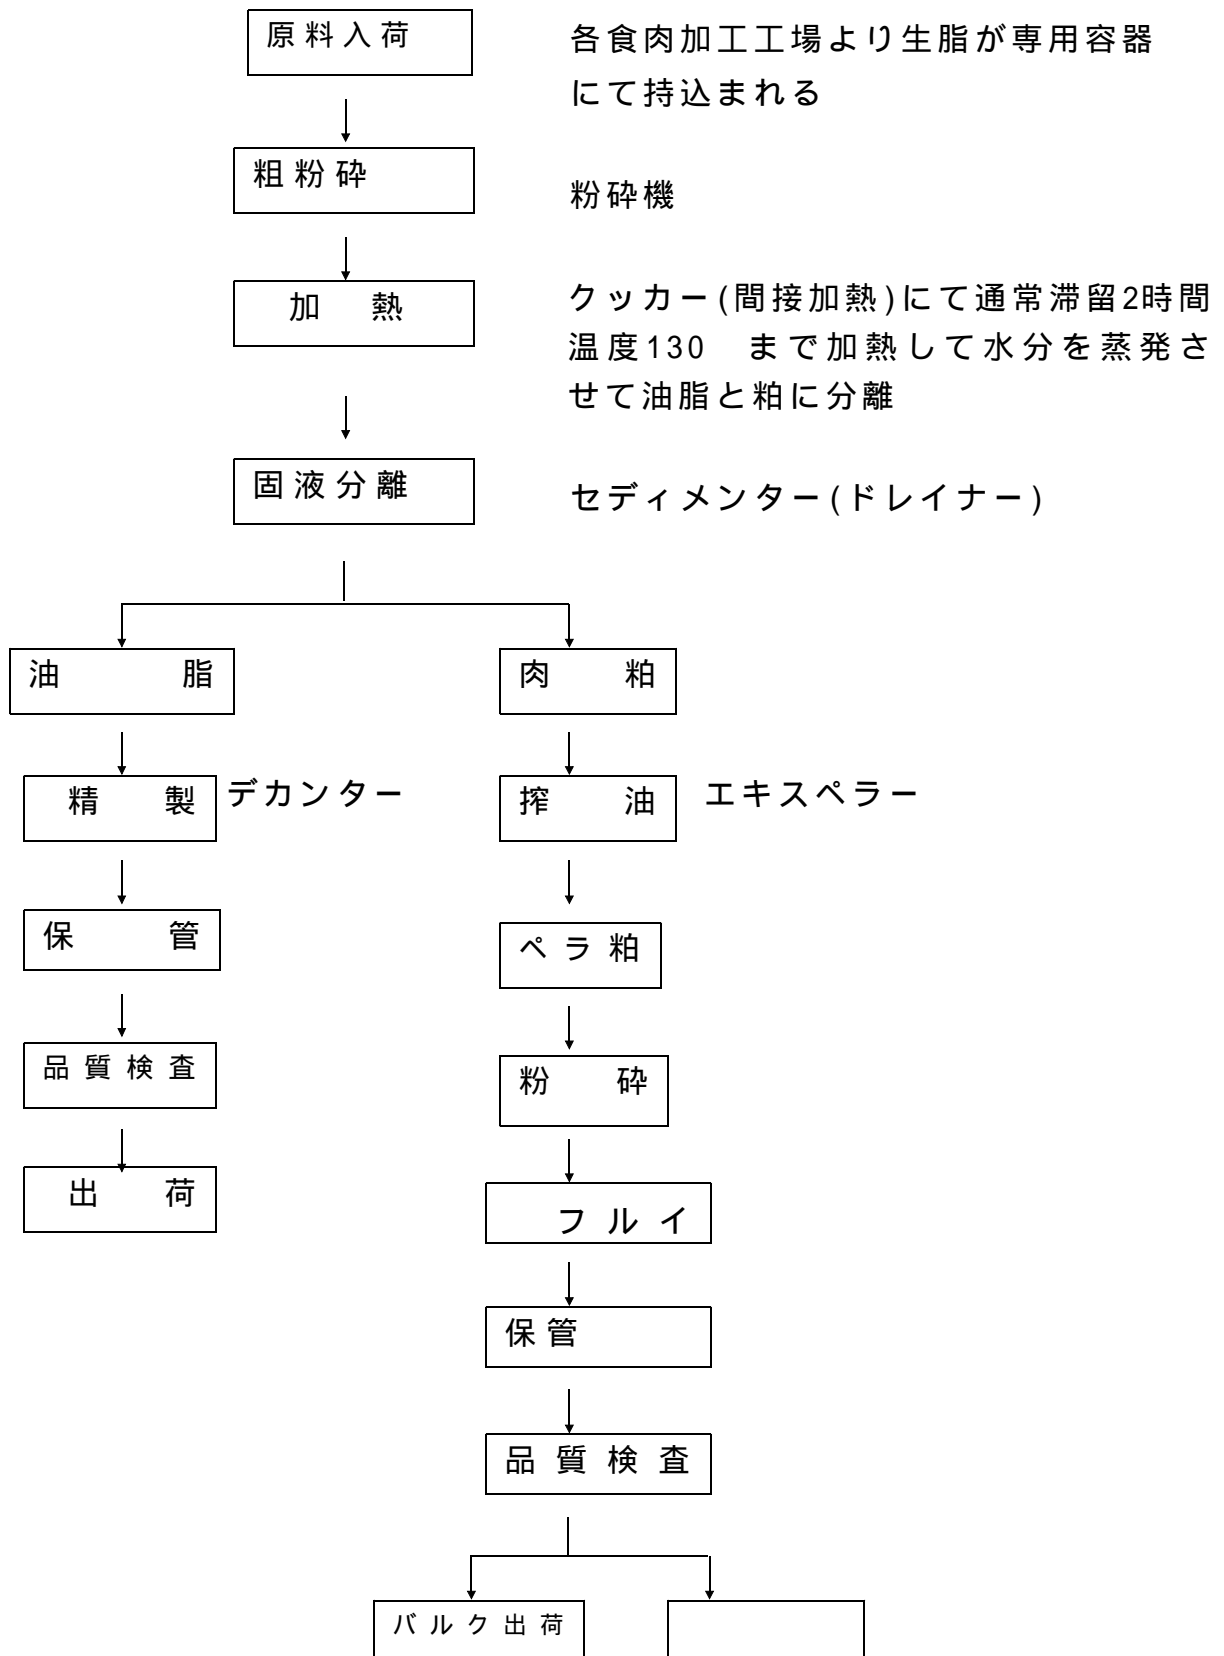 原料入荷
各食肉加工工場より生脂が専用容器
にて持込まれる
粗粉砕
粉砕機
加熱
クッカー(間接加熱)にて通常滞留2時間
温度130　まで加熱して水分を蒸発さ
せて油脂と粕に分離
固液分離
セディメンター(ドレイナー)
油脂
肉粕
精製
デカンター
搾油
エキスペラー
保管
ペラ粕
品質検査
粉砕
出荷
フルイ
保管
品質検査
バルク出荷